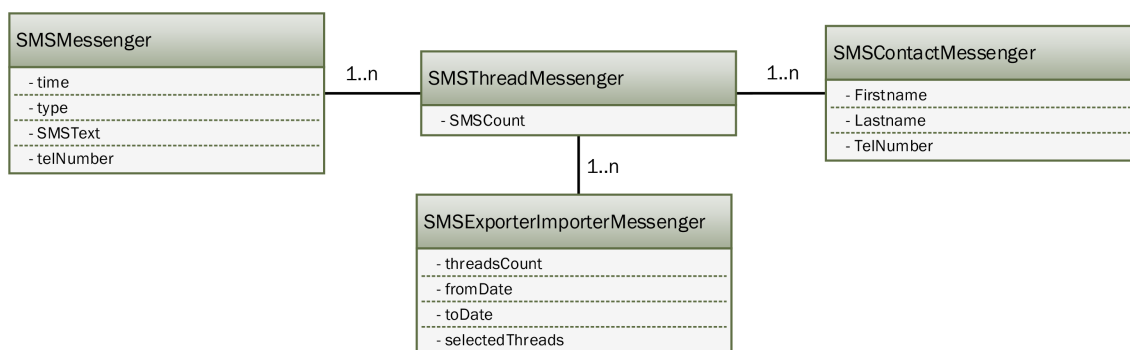 SMSMessenger
- time
- type
- SMSText
- telNumber
1..n
SMSThreadMessenger
- SMSCount
1..n
SMSContactMessenger
- Firstname
- Lastname
- TelNumber
1..n
SMSExporterImporterMessenger
- threadsCount
- fromDate
- toDate
- selectedThreads